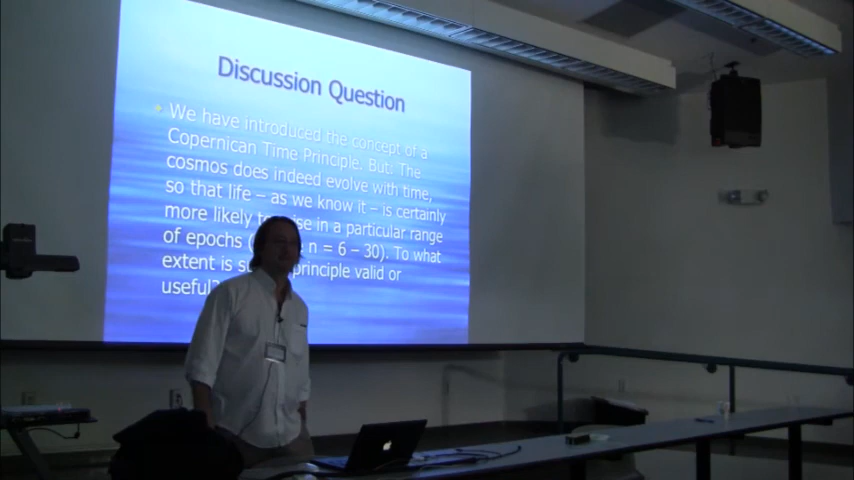 Discussion Question
We have introduced the concept of a
Copernican Time Principle. But: The
cosmos does indeed evolve with time,
so that life – as we know it – is certainly
more likely to arise in a particular range
of epochs ( n = 6 – 30). To what
extent is principle valid or
useful?